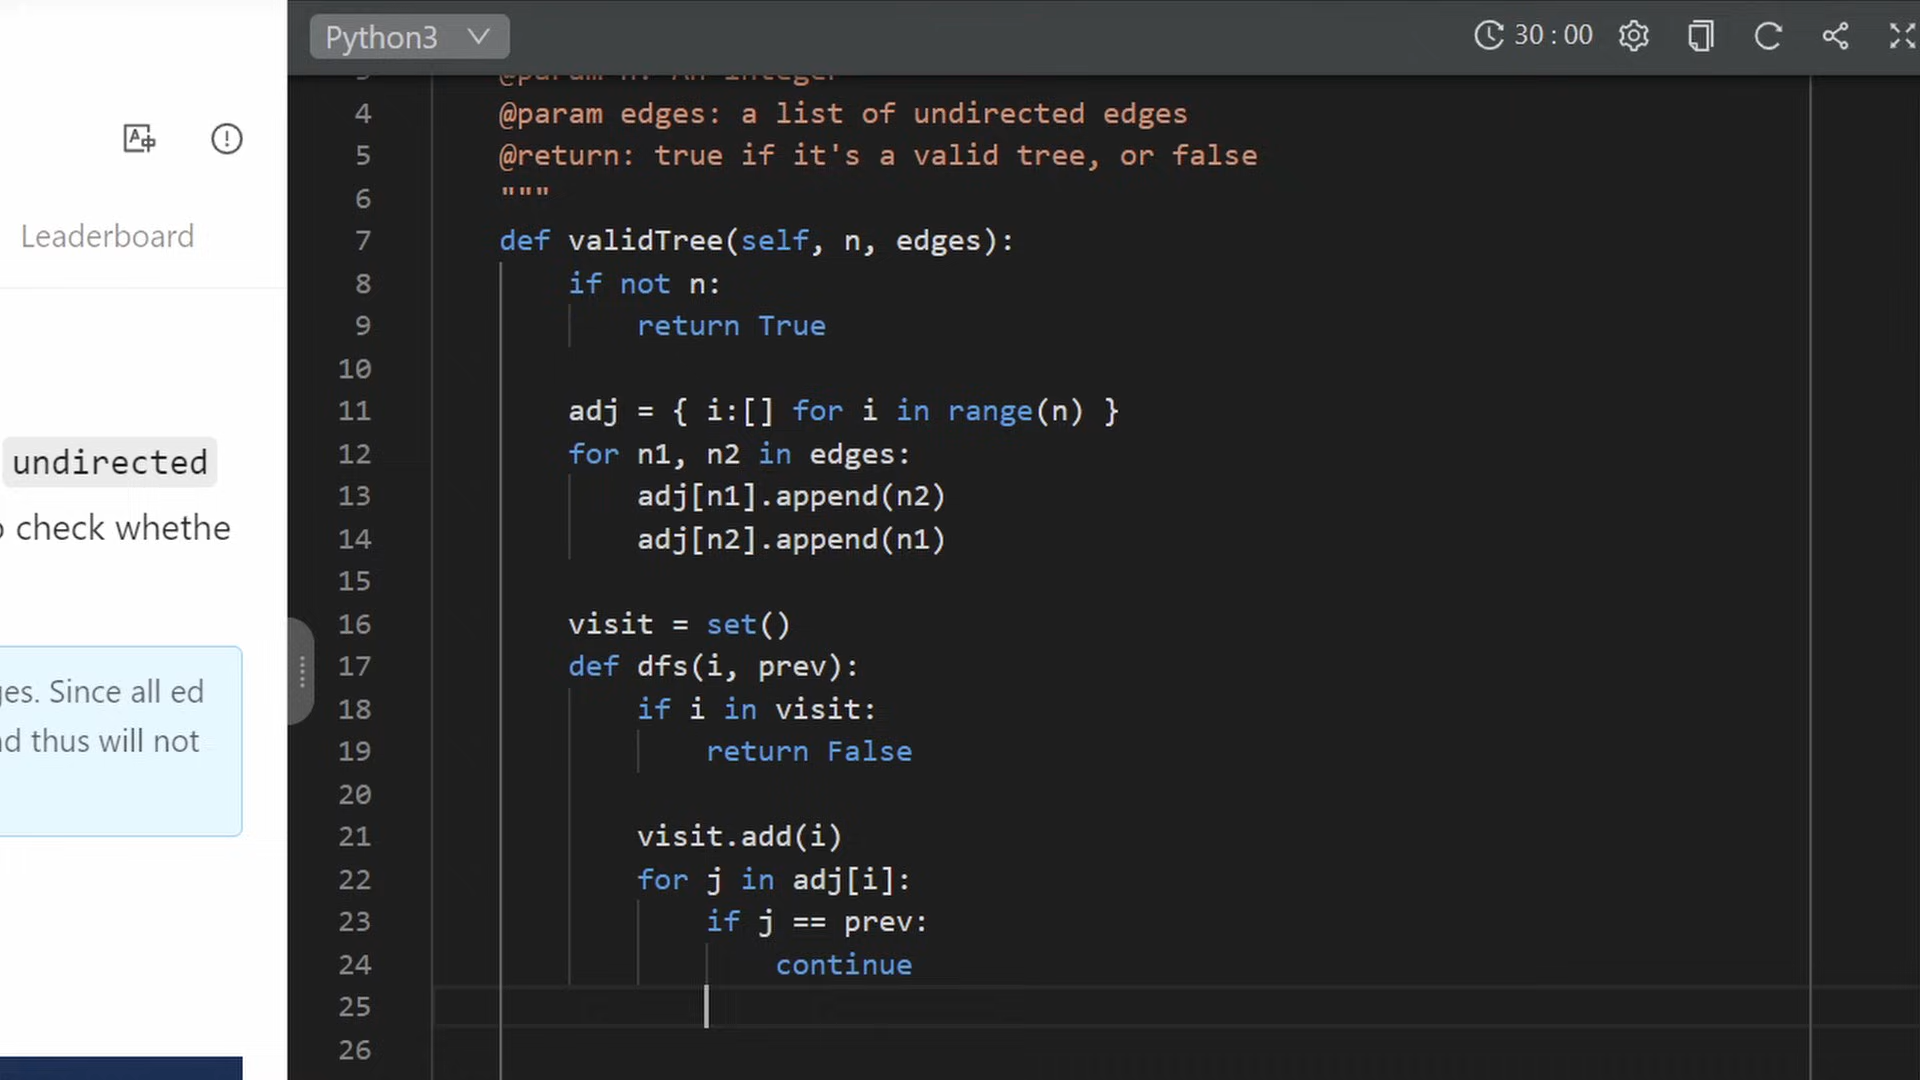 Python3
30 : 00
Leaderboard
undirected
check whethe
es. Since all ed
d thus will not
@param n: An integer
4 @param edges: a list of undirected edges
5 @return: true if it's a valid tree, or false
6 """
7 def validTree(self, n, edges):
8 if not n:
9 return True
10
11 adj = { i:[] for i in range(n) }
12 for n1, n2 in edges:
13 adj[n1].append(n2)
14 adj[n2].append(n1)
15
16 visit = set()
17 def dfs(i, prev):
18 if i in visit:
19 return False
20
21 visit.add(i)
22 for j in adj[i]:
23 if j == prev:
24 continue
25
26